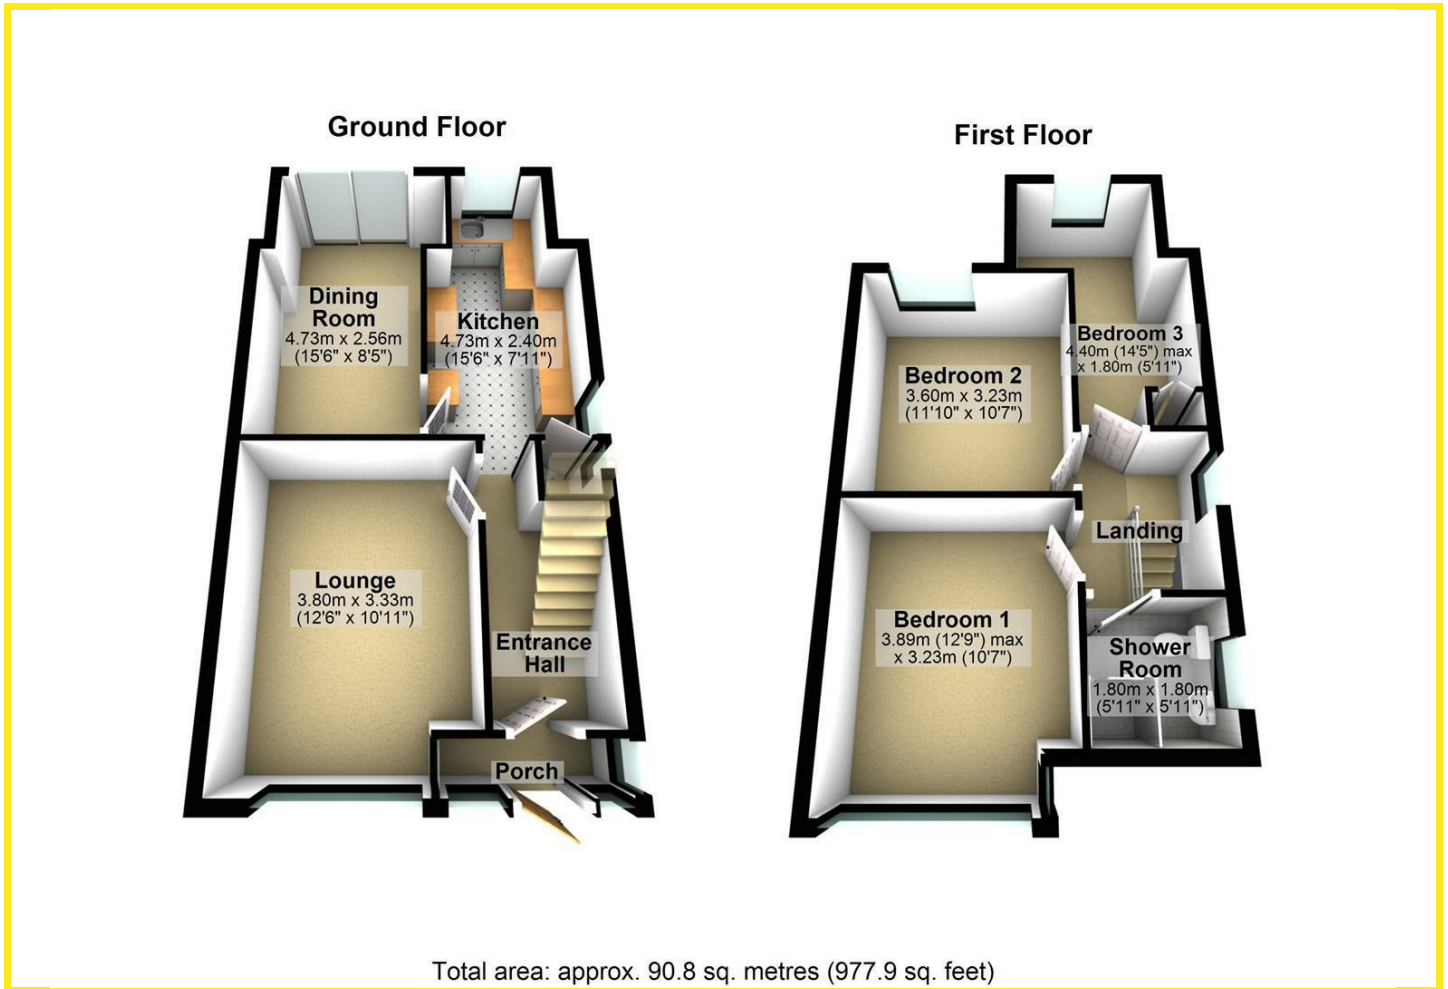 Ground Floor
First Floor
Dining
Room
4.73m x 2.56m
(15'6" x 8'5")
Kitchen
4.73m x 2.40m
(15'6" x 7'11")
Lounge
3.80m x 3.33m
(12'6" x 10'11")
Entrance
Hall
Porch
Bedroom 3
4.40m (14'5") max
x 1.80m (5'11")
Bedroom 2
3.60m x 3.23m
(11'10" x 10'7")
Landing
Bedroom 1
3.89m (12'9") max
x 3.23m (10'7")
Shower
Room
1.80m x 1.80m
(5'11" x 5'11")
Total area: approx. 90.8 sq. metres (977.9 sq. feet)